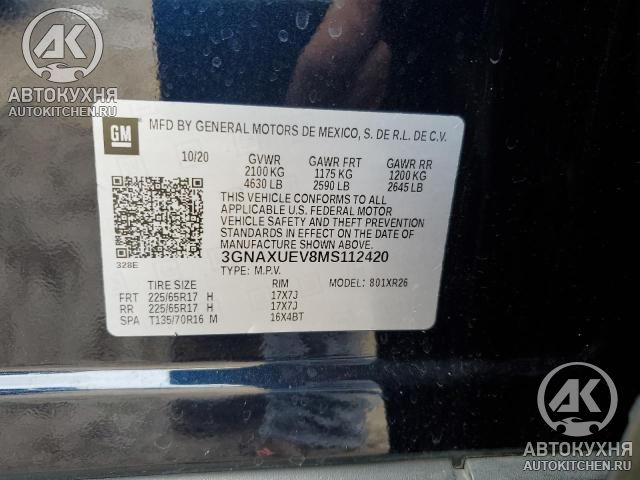 AK
АВТОКУХНЯ
AUTOKITCHEN.RU
GM
MFD BY GENERAL MOTORS DE MEXICO, S. DE R.L. DE C.V.
10/20 GVWR GAWR FRT GAWR RR
2100 KG 1175 KG 1200 KG
4630 LB 2590 LB 2645 LB
THIS VEHICLE CONFORMS TO ALL
APPLICABLE U.S. FEDERAL MOTOR
VEHICLE SAFETY AND THEFT PREVENTION
STANDARDS IN EFFECT ON THE DATE OF
MANUFACTURE SHOWN ABOVE.
328E 3GNAXUEV8MS112420
TYPE: M.P.V.
TIRE SIZE RIM MODEL: 801XR26
FRT 225/65R17 H 17X7J
RR 225/65R17 H 17X7J
SPA T135/70R16 M 16X4BT
AK
АВТОКУХНЯ
AUTOKITCHEN.RU